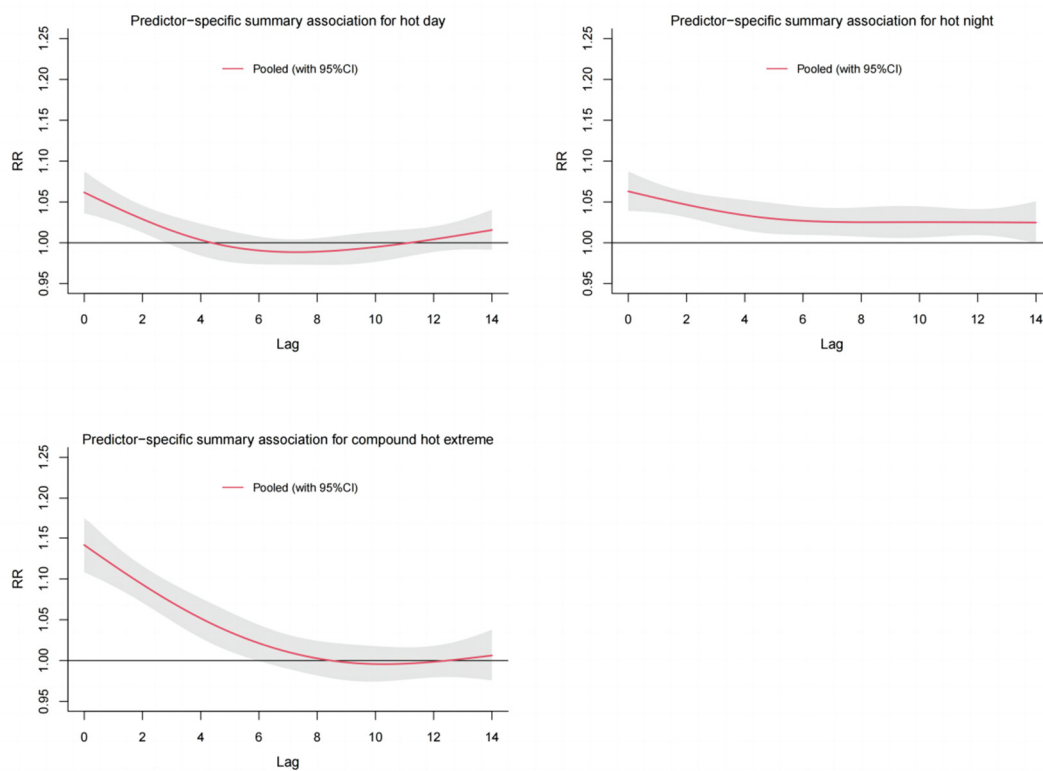 Predictor−specific summary association for hot day
Pooled (with 95%CI)
RR
0.95 1.00 1.05 1.10 1.15 1.20 1.25
0 2 4 6 8 10 12 14
Lag
Predictor−specific summary association for hot night
Pooled (with 95%CI)
RR
0.95 1.00 1.05 1.10 1.15 1.20 1.25
0 2 4 6 8 10 12 14
Lag
Predictor−specific summary association for compound hot extreme
Pooled (with 95%CI)
RR
0.95 1.00 1.05 1.10 1.15 1.20 1.25
0 2 4 6 8 10 12 14
Lag